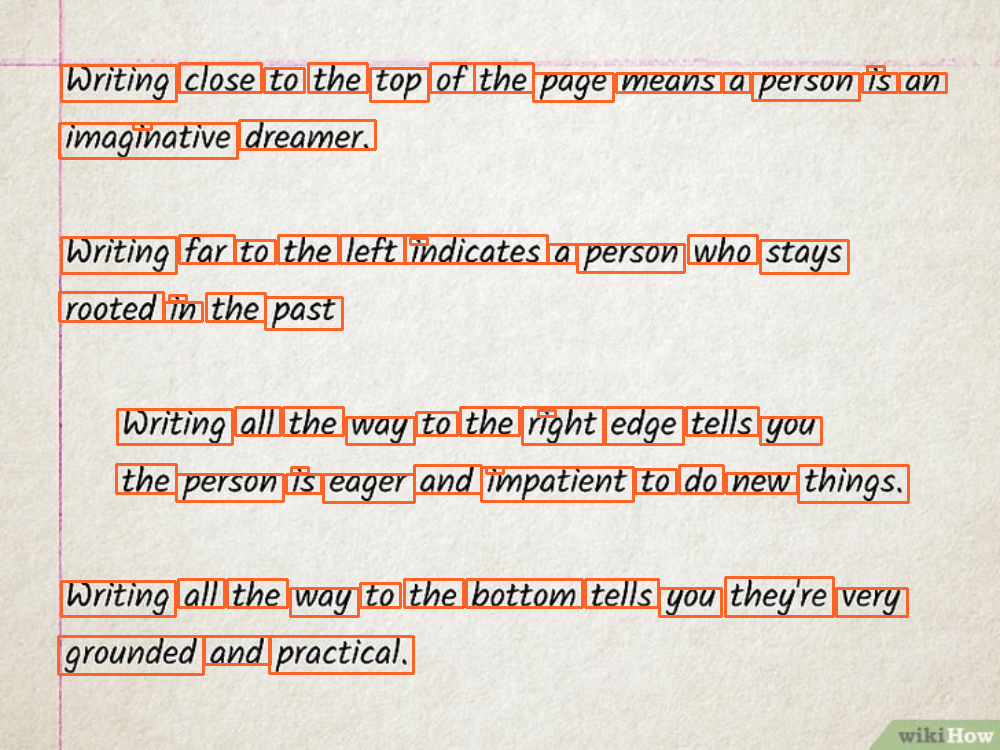 Writing close to the top of the page means a person is an
imaginative dreamer.
Writing far to the left indicates a person who stays
rooted in the past
Writing all the way to the right edge tells you
the person is eager and impatient to do new things.
Writing all the way to the bottom tells you they're very
grounded and practical.
wikiHow